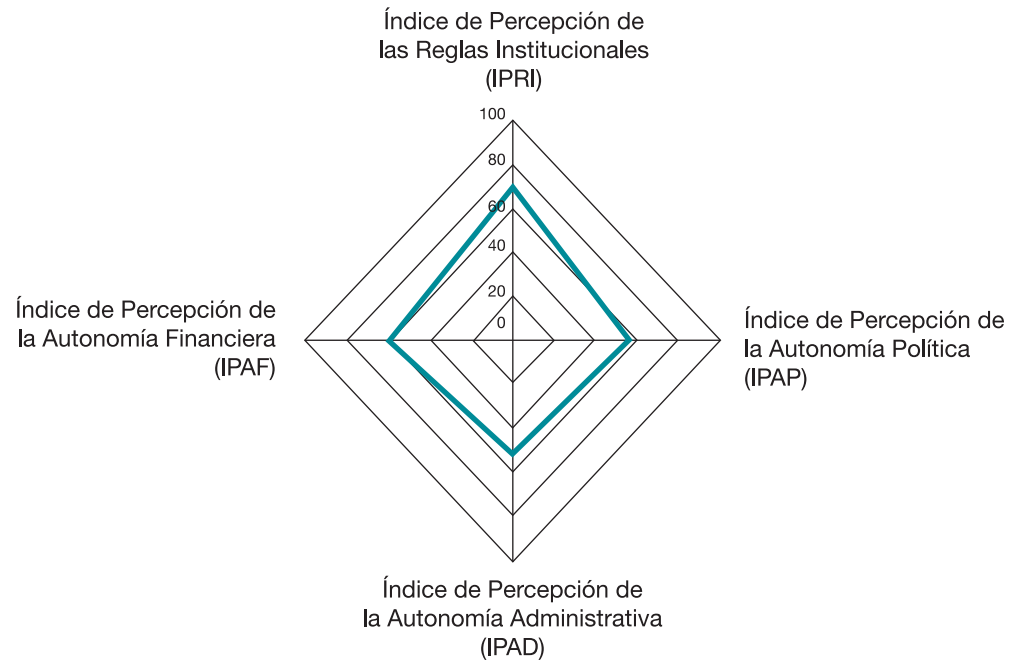 Índice de Percepción de
las Reglas Institucionales
(IPRI)
100
80
60
40
20
0
Índice de Percepción de
la Autonomía Financiera
(IPAF)
Índice de Percepción de
la Autonomía Política
(IPAP)
Índice de Percepción de
la Autonomía Administrativa
(IPAD)